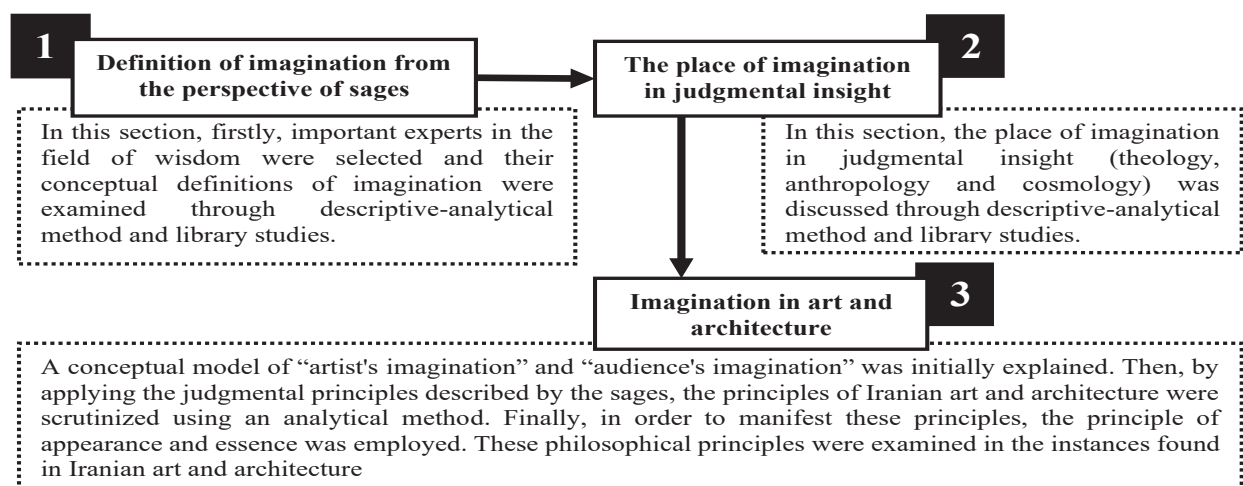 1
Definition of imagination from
the perspective of sages
In this section, firstly, important experts in the
field of wisdom were selected and their
conceptual definitions of imagination were
examined through descriptive-analytical
method and library studies.
2
The place of imagination
in judgmental insight
In this section, the place of imagination
in judgmental insight (theology,
anthropology and cosmology) was
discussed through descriptive-analytical
method and library studies.
3
Imagination in art and
architecture
A conceptual model of “artist's imagination” and “audience's imagination” was initially explained. Then, by
applying the judgmental principles described by the sages, the principles of Iranian art and architecture were
scrutinized using an analytical method. Finally, in order to manifest these principles, the principle of
appearance and essence was employed. These philosophical principles were examined in the instances found
in Iranian art and architecture